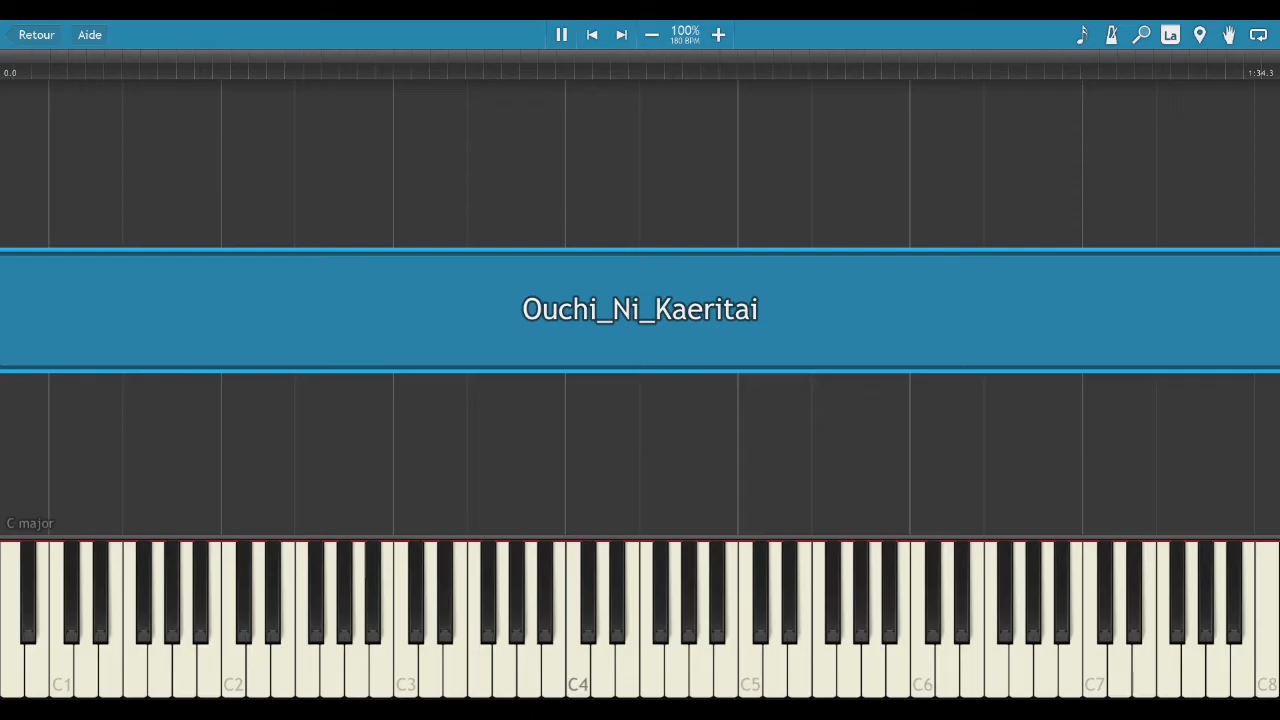 Retour Aide 100% La
180 BPM
0.0 1:34.3
Ouchi_Ni_Kaeritai
C major
C1 C2 C3 C4 C5 C6 C7 C8